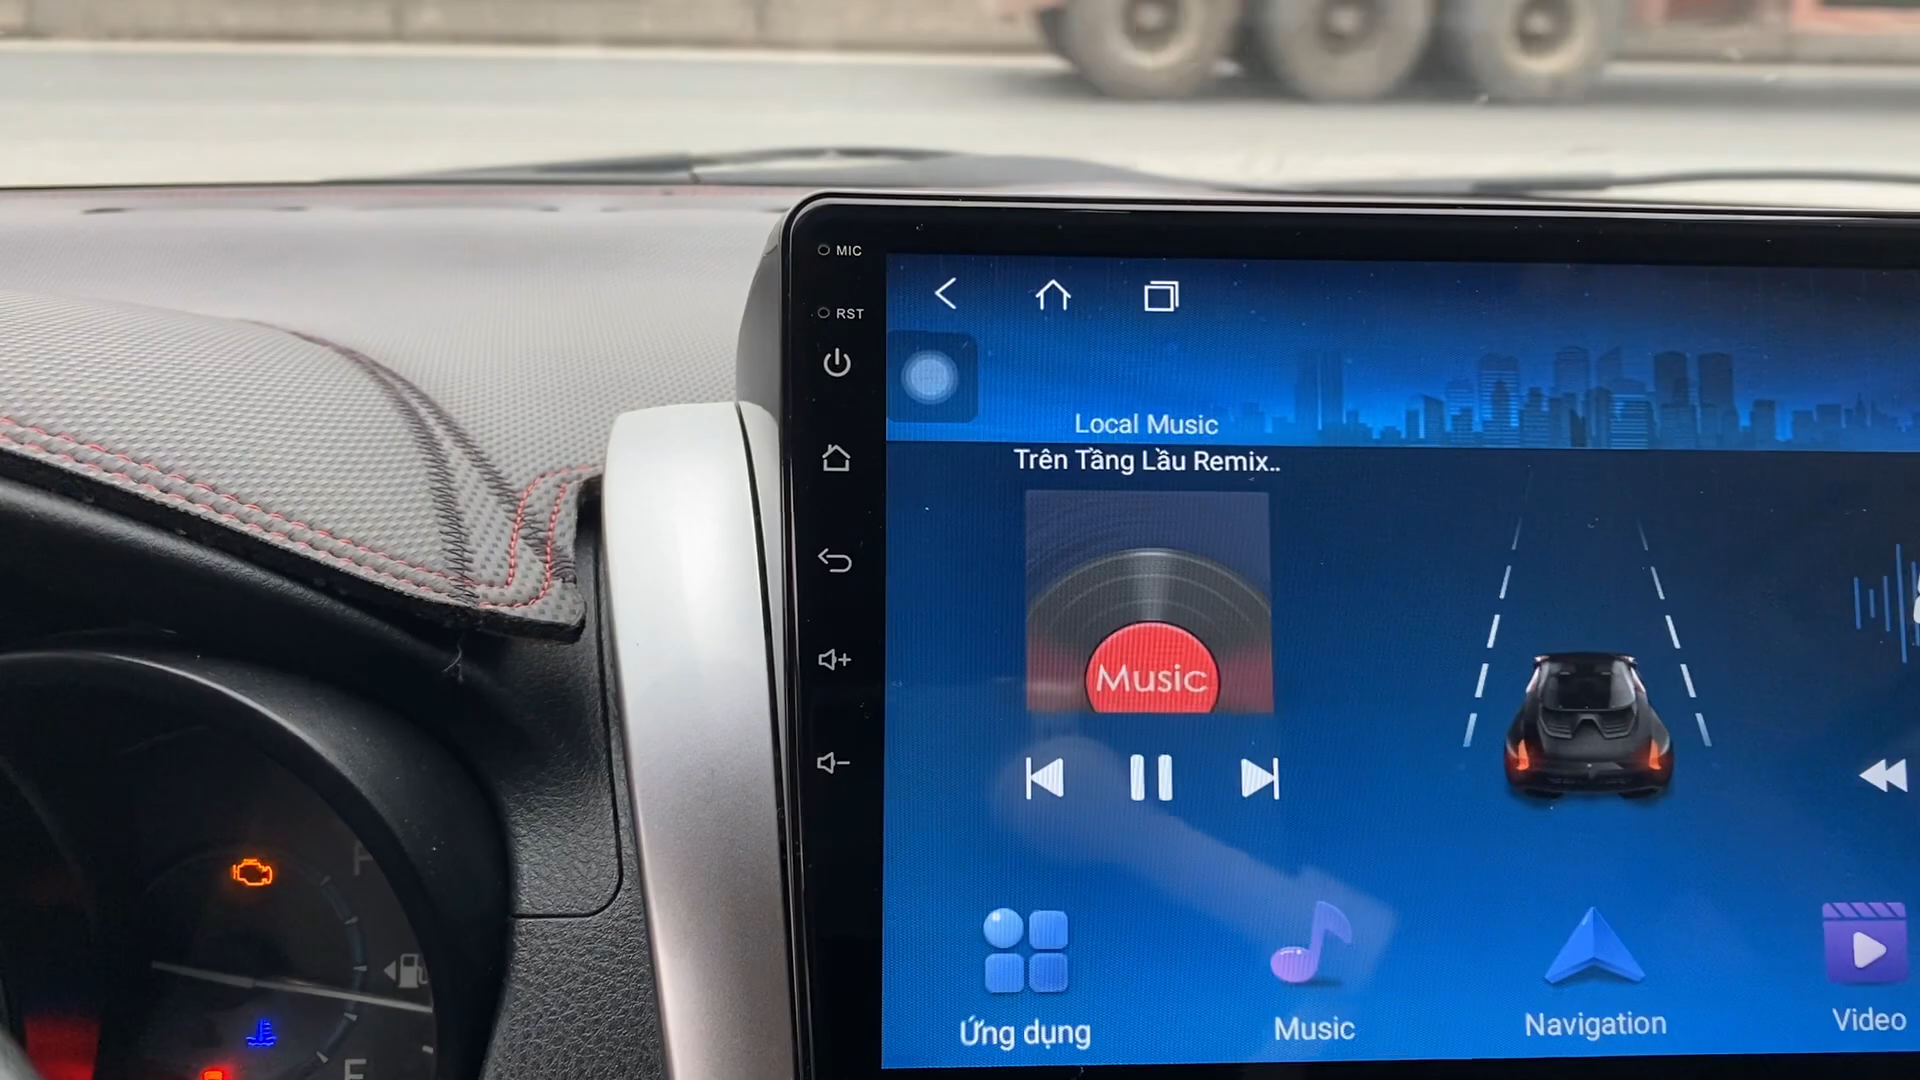 MIC
RST
Local Music
Trên Tầng Lầu Remix..
Music
F
E
Ứng dụng
Music
Navigation
Video